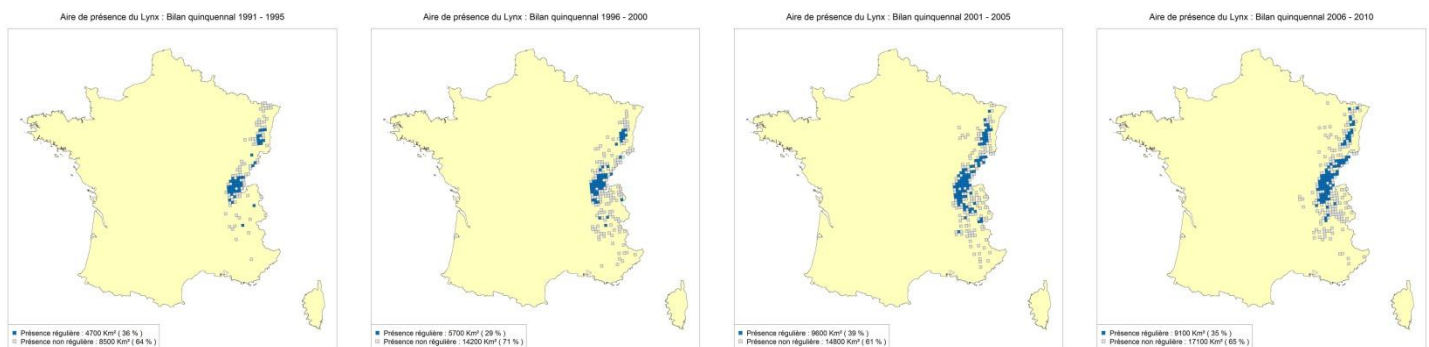 Aire de présence du Lynx : Bilan quinquennal 1991 - 1995
Présence régulière : 4700 Km² ( 36 % )
Présence non régulière : 8500 Km² ( 64 % )
Aire de présence du Lynx : Bilan quinquennal 1996 - 2000
Présence régulière : 5700 Km² ( 29 % )
Présence non régulière : 14200 Km² ( 71 % )
Aire de présence du Lynx : Bilan quinquennal 2001 - 2005
Présence régulière : 9600 Km² ( 39 % )
Présence non régulière : 14800 Km² ( 61 % )
Aire de présence du Lynx : Bilan quinquennal 2006 - 2010
Présence régulière : 9100 Km² ( 35 % )
Présence non régulière : 17100 Km² ( 65 % )